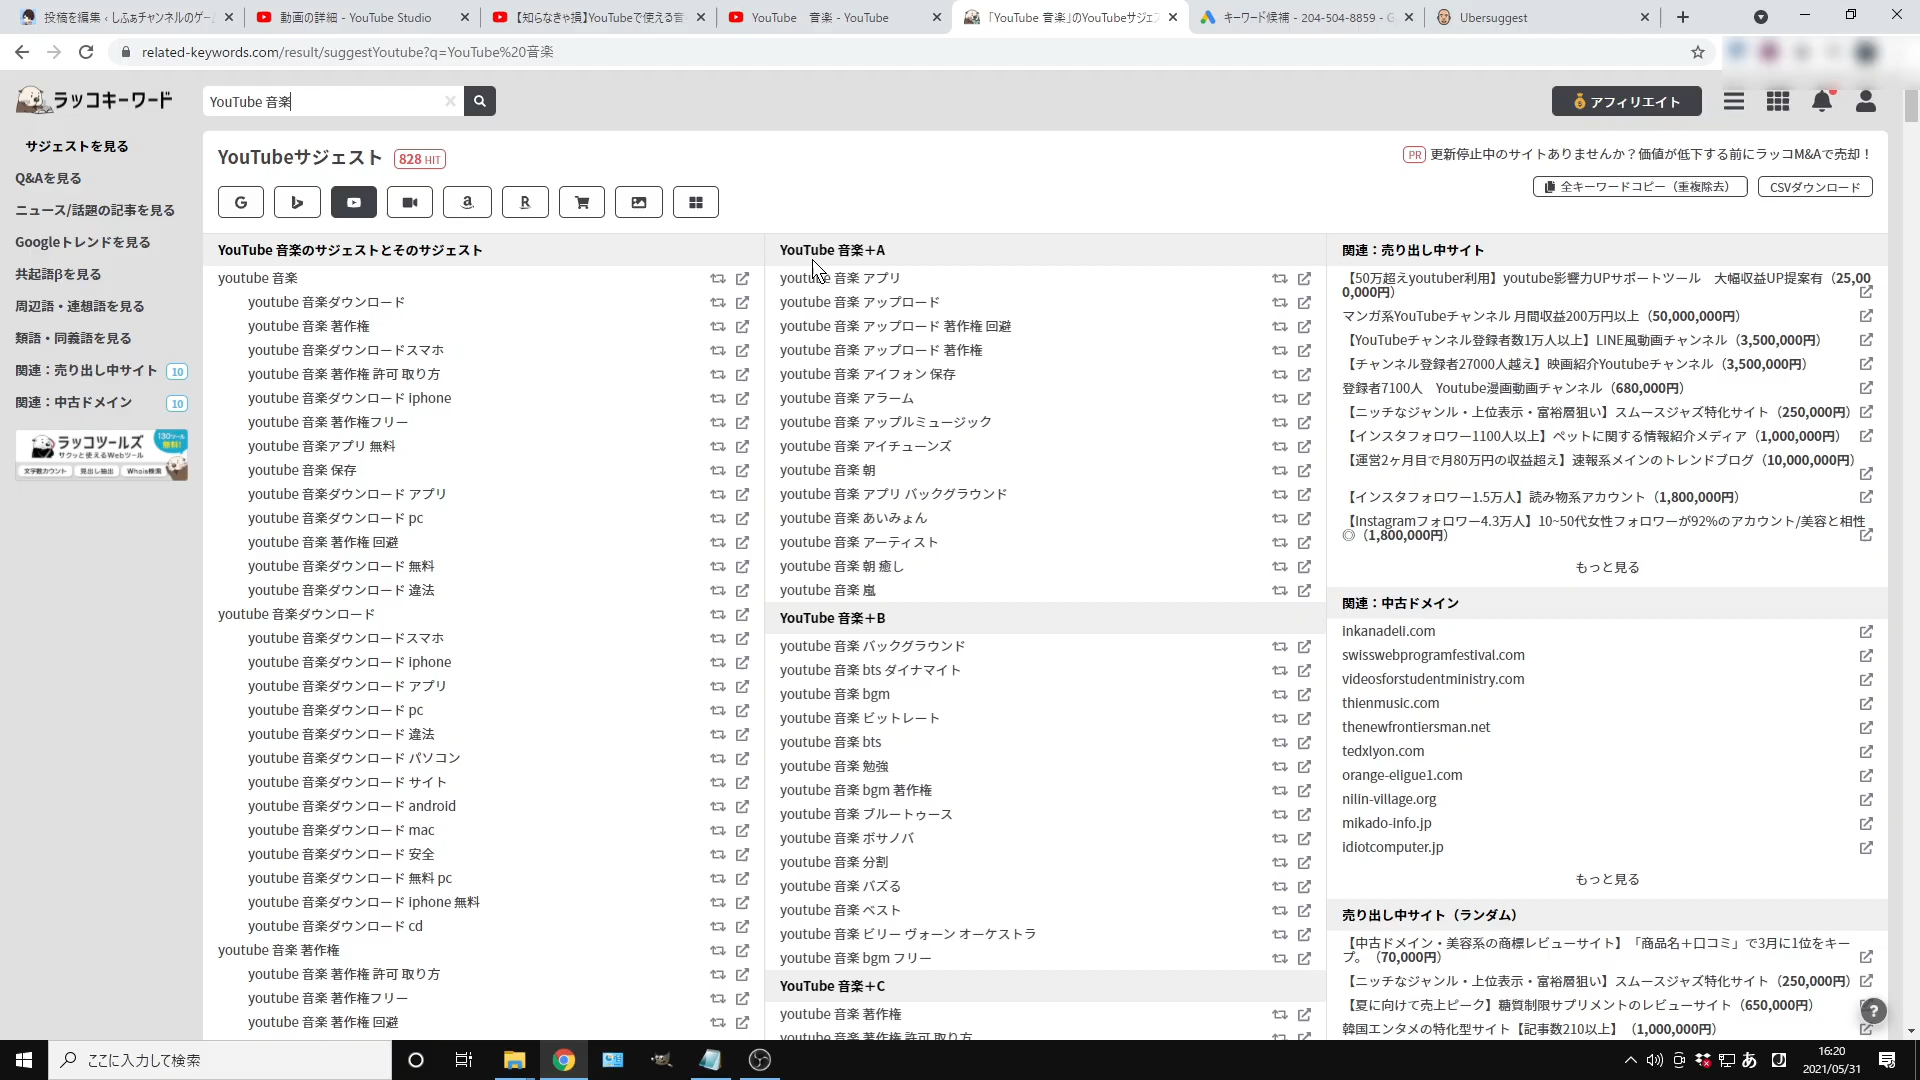 投稿を編集 ‹ しふぁチャンネルのゲー
動画の詳細 - YouTube Studio
【知らなきゃ損】YouTubeで使える音
YouTube 音楽 - YouTube
「YouTube 音楽」のYouTubeサジェス
キーワード候補 - 204-504-8859 - G
Ubersuggest
related-keywords.com/result/suggestYoutube?q=YouTube%20音楽
ラッコキーワード
YouTube 音楽
アフィリエイト
サジェストを見る
Q&Aを見る
ニュース/話題の記事を見る
Googleトレンドを見る
共起語βを見る
周辺語・連想語を見る
類語・同義語を見る
関連：売り出し中サイト 10
関連：中古ドメイン 10
ラッコツールズ
130ツール
無料!
サクッと使えるWebツール
文字数カウント 見出し抽出 Whois検索
YouTubeサジェスト 828 HIT
PR 更新停止中のサイトありませんか？価値が低下する前にラッコM&Aで売却！
全キーワードコピー（重複除去）
CSVダウンロード
YouTube 音楽のサジェストとそのサジェスト
youtube 音楽
youtube 音楽ダウンロード
youtube 音楽 著作権
youtube 音楽ダウンロードスマホ
youtube 音楽 著作権 許可 取り方
youtube 音楽ダウンロード iphone
youtube 音楽 著作権フリー
youtube 音楽アプリ 無料
youtube 音楽 保存
youtube 音楽ダウンロード アプリ
youtube 音楽ダウンロード pc
youtube 音楽 著作権 回避
youtube 音楽ダウンロード 無料
youtube 音楽ダウンロード 違法
youtube 音楽ダウンロード
youtube 音楽ダウンロードスマホ
youtube 音楽ダウンロード iphone
youtube 音楽ダウンロード アプリ
youtube 音楽ダウンロード pc
youtube 音楽ダウンロード 違法
youtube 音楽ダウンロード パソコン
youtube 音楽ダウンロード サイト
youtube 音楽ダウンロード android
youtube 音楽ダウンロード mac
youtube 音楽ダウンロード 安全
youtube 音楽ダウンロード 無料 pc
youtube 音楽ダウンロード iphone 無料
youtube 音楽ダウンロード cd
youtube 音楽 著作権
youtube 音楽 著作権 許可 取り方
youtube 音楽 著作権フリー
youtube 音楽 著作権 回避
YouTube 音楽＋A
youtube 音楽 アプリ
youtube 音楽 アップロード
youtube 音楽 アップロード 著作権 回避
youtube 音楽 アップロード 著作権
youtube 音楽 アイフォン 保存
youtube 音楽 アラーム
youtube 音楽 アップルミュージック
youtube 音楽 アイチューンズ
youtube 音楽 朝
youtube 音楽 アプリ バックグラウンド
youtube 音楽 あいみょん
youtube 音楽 アーティスト
youtube 音楽 朝 癒し
youtube 音楽 嵐
YouTube 音楽＋B
youtube 音楽 バックグラウンド
youtube 音楽 bts ダイナマイト
youtube 音楽 bgm
youtube 音楽 ビットレート
youtube 音楽 bts
youtube 音楽 勉強
youtube 音楽 bgm 著作権
youtube 音楽 ブルートゥース
youtube 音楽 ボサノバ
youtube 音楽 分割
youtube 音楽 バズる
youtube 音楽 ベスト
youtube 音楽 ビリー ヴォーン オーケストラ
youtube 音楽 bgm フリー
YouTube 音楽＋C
youtube 音楽 著作権
youtube 音楽 著作権 許可 取り方
関連：売り出し中サイト
【50万超えyoutuber利用】youtube影響力UPサポートツール 大幅収益UP提案有（25,00
0,000円）
マンガ系YouTubeチャンネル 月間収益200万円以上（50,000,000円）
【YouTubeチャンネル登録者数1万人以上】LINE風動画チャンネル（3,500,000円）
【チャンネル登録者27000人越え】映画紹介Youtubeチャンネル（3,500,000円）
登録者7100人 Youtube漫画動画チャンネル（680,000円）
【ニッチなジャンル・上位表示・富裕層狙い】スムースジャズ特化サイト（250,000円）
【インスタフォロワー1100人以上】ペットに関する情報紹介メディア（1,000,000円）
【運営2ヶ月目で月80万円の収益超え】速報系メインのトレンドブログ（10,000,000円）
【インスタフォロワー1.5万人】読み物系アカウント（1,800,000円）
【Instagramフォロワー4.3万人】10~50代女性フォロワーが92%のアカウント/美容と相性
◎（1,800,000円）
もっと見る
関連：中古ドメイン
inkanadeli.com
swisswebprogramfestival.com
videosforstudentministry.com
thienmusic.com
thenewfrontiersman.net
tedxlyon.com
orange-eligue1.com
nilin-village.org
mikado-info.jp
idiotcomputer.jp
もっと見る
売り出し中サイト（ランダム）
【中古ドメイン・美容系の商標レビューサイト】「商品名＋口コミ」で3月に1位をキー
プ。（70,000円）
【ニッチなジャンル・上位表示・富裕層狙い】スムースジャズ特化サイト（250,000円）
【夏に向けて売上ピーク】糖質制限サプリメントのレビューサイト（650,000円）
韓国エンタメの特化型サイト【記事数210以上】（1,000,000円）
ここに入力して検索
あ
16:20
2021/05/31